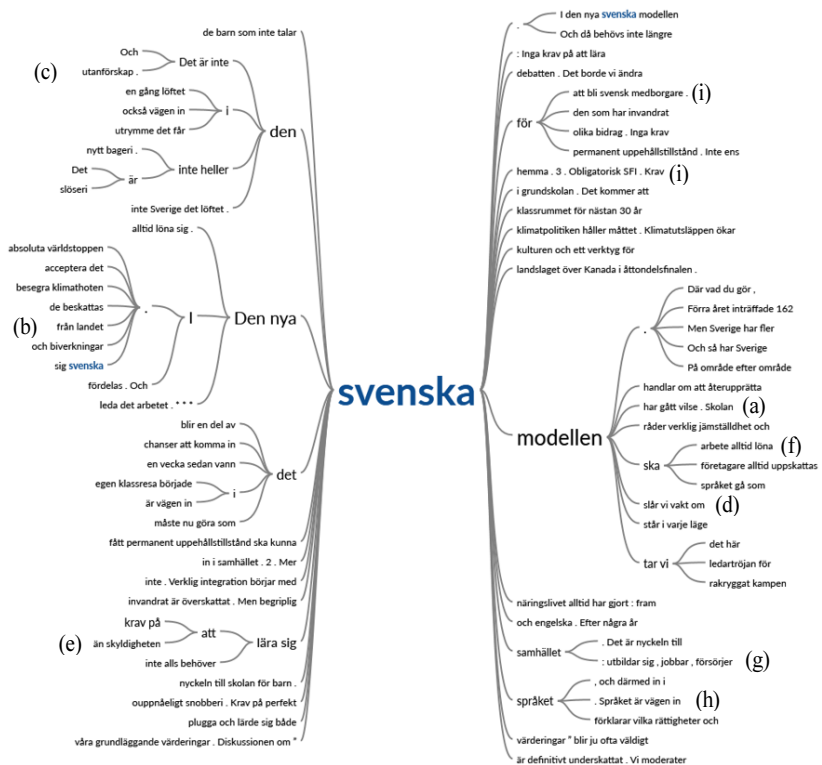 de barn som inte talar
Och
utanförskap .
Det är inte
(c)
en gång löftet
också vägen in
utrymme det får
i
den
nytt bageri .
Det
slöseri
är
inte heller
inte Sverige det löftet .
alltid löna sig .
absoluta världstoppen
acceptera det
besegra klimathoten
de beskattas
från landet
och biverkningar
sig svenska
.
(b)
I
Den nya
fördelas . Och
leda det arbetet . * * *
blir en del av
chanser att komma in
en vecka sedan vann
egen klassresa började
är vägen in
i
det
måste nu göra som
fått permanent uppehållstillstånd ska kunna
in i samhället . 2 . Mer
inte . Verklig integration börjar med
invandrat är överskattat . Men begriplig
krav på
än skyldigheten
att
(e)
inte alls behöver
lära sig
nyckeln till skolan för barn .
ouppnåeligt snobberi . Krav på perfekt
plugga och lärde sig både
våra grundläggande värderingar . Diskussionen om "
svenska
.
I den nya svenska modellen
Och då behövs inte längre
: Inga krav på att lära
debatten . Det borde vi ändra
för
att bli svensk medborgare . (i)
den som har invandrat
olika bidrag . Inga krav
permanent uppehållstillstånd . Inte ens
hemma . 3 . Obligatorisk SFI . Krav (i)
i grundskolan . Det kommer att
klassrummet för nästan 30 år
klimatpolitiken håller måttet . Klimatutsläppen ökar
kulturen och ett verktyg för
landslaget över Kanada i åttondelsfinalen .
modellen
.
Där vad du gör ,
Förra året inträffade 162
Men Sverige har fler
Och så har Sverige
På område efter område
handlar om att återupprätta
har gått vilse . Skolan (a)
råder verklig jämställdhet och
ska
arbete alltid löna (f)
företagare alltid uppskattas
språket gå som
slår vi vakt om (d)
står i varje läge
tar vi
det här
ledartröjan för
rakryggat kampen
näringslivet alltid har gjort : fram
och engelska . Efter några år
samhället
. Det är nyckeln till
: utbildar sig , jobbar , försörjer (g)
språket
, och därmed in i
. Språket är vägen in (h)
förklarar vilka rättigheter och
värderingar " blir ju ofta väldigt
är definitivt underskattat . Vi moderater